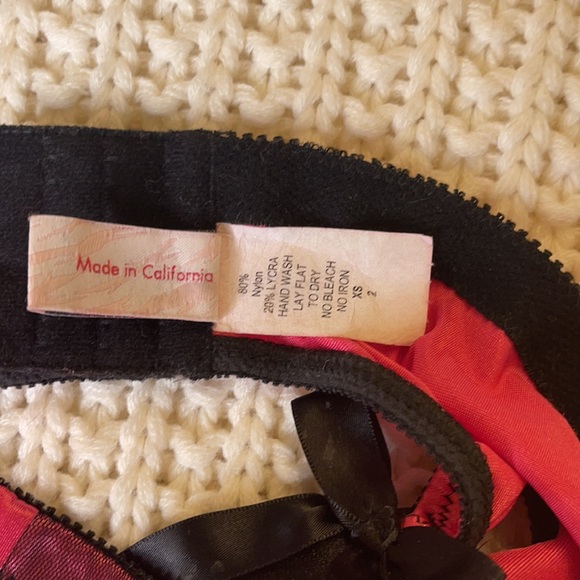 Made in California
80%
Nylon
20% LYCRA
HAND WASH
LAY FLAT
TO DRY
NO BLEACH
NO IRON
XS
2